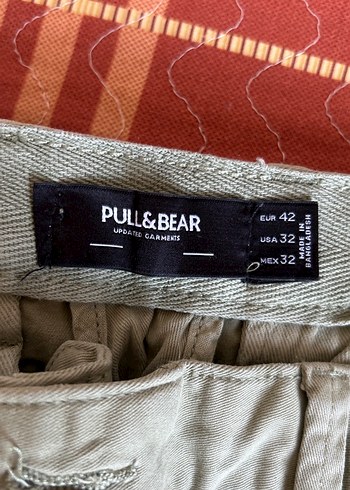 PULL&BEAR
UPDATED GARMENTS
EUR 42
USA 32
MEX 32
MADE IN
BANGLADESH